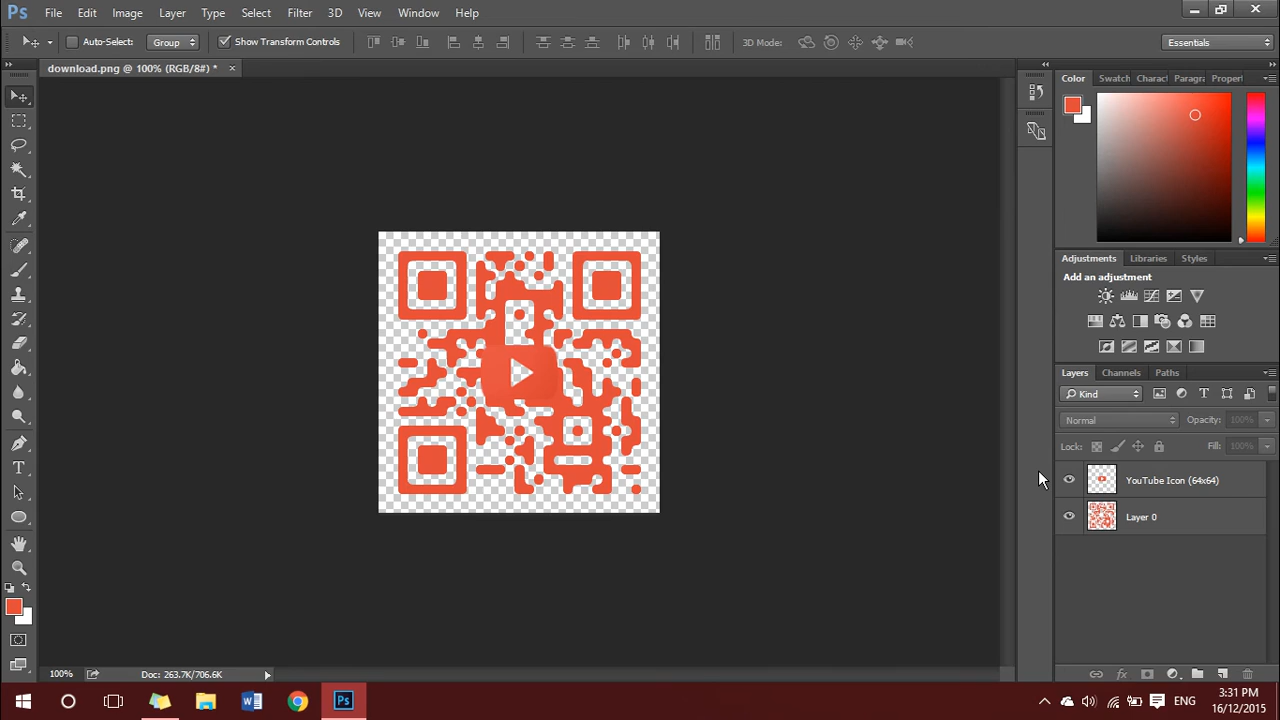 Ps File Edit Image Layer Type Select Filter 3D View Window Help
Auto-Select: Group Show Transform Controls 3D Mode: Essentials
download.png @ 100% (RGB/8#) * ×
Color Swatch Charac Paragra Propert
Adjustments Libraries Styles
Add an adjustment
Layers Channels Paths
Kind
Normal Opacity: 100%
Lock: Fill: 100%
YouTube Icon (64x64)
Layer 0
100% Doc: 263.7K/706.6K
ENG
3:31 PM
16/12/2015